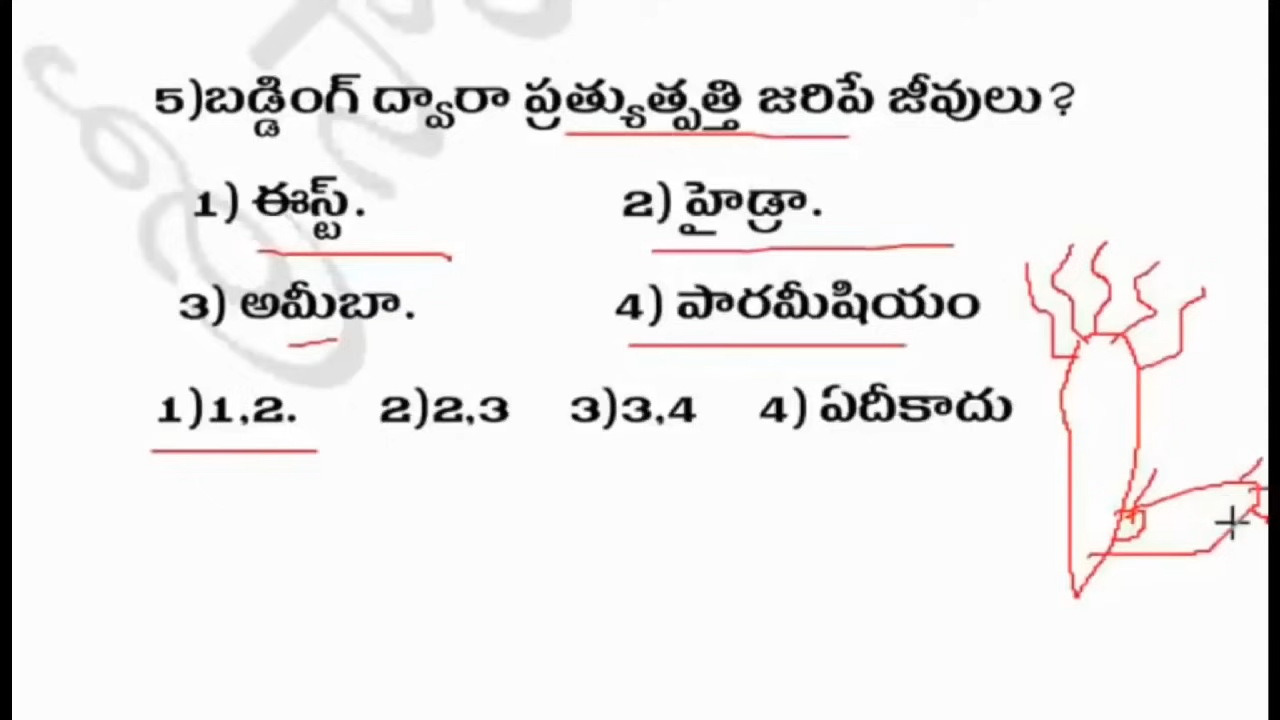 5)బడ్డింగ్ ద్వారా ప్రత్యుత్పత్తి జరిపే జీవులు?
1) ఈస్ట్. 2) హైడ్రా.
3) అమీబా. 4) పారమీషియం
1)1,2. 2)2,3 3)3,4 4) ఏదీకాదు